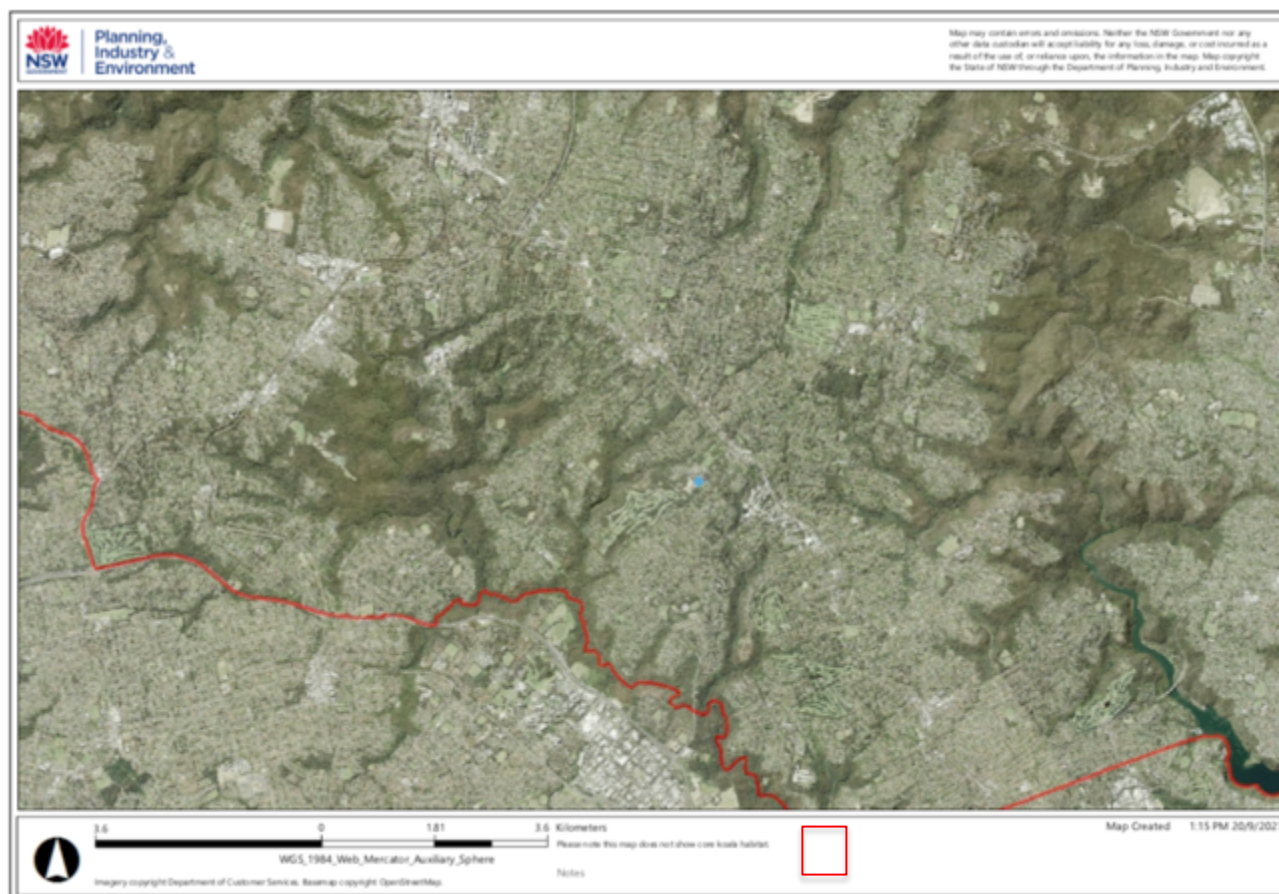 NSW
GOVERNMENT
Planning,
Industry &
Environment
Map may contain errors and omissions. Neither the NSW Government nor any
other data custodian will accept liability for any loss, damage, or cost incurred as a
result of the use of, or reliance upon, the information in the map. Map copyright
the State of NSW through the Department of Planning, Industry and Environment.
3.6 0 1.81 3.6 Kilometers
Please note this map does not show core koala habitat.
WGS_1984_Web_Mercator_Auxiliary_Sphere
Notes
Imagery copyright Department of Customer Services. Basemap copyright OpenStreetMap.
Map Created 1:15 PM